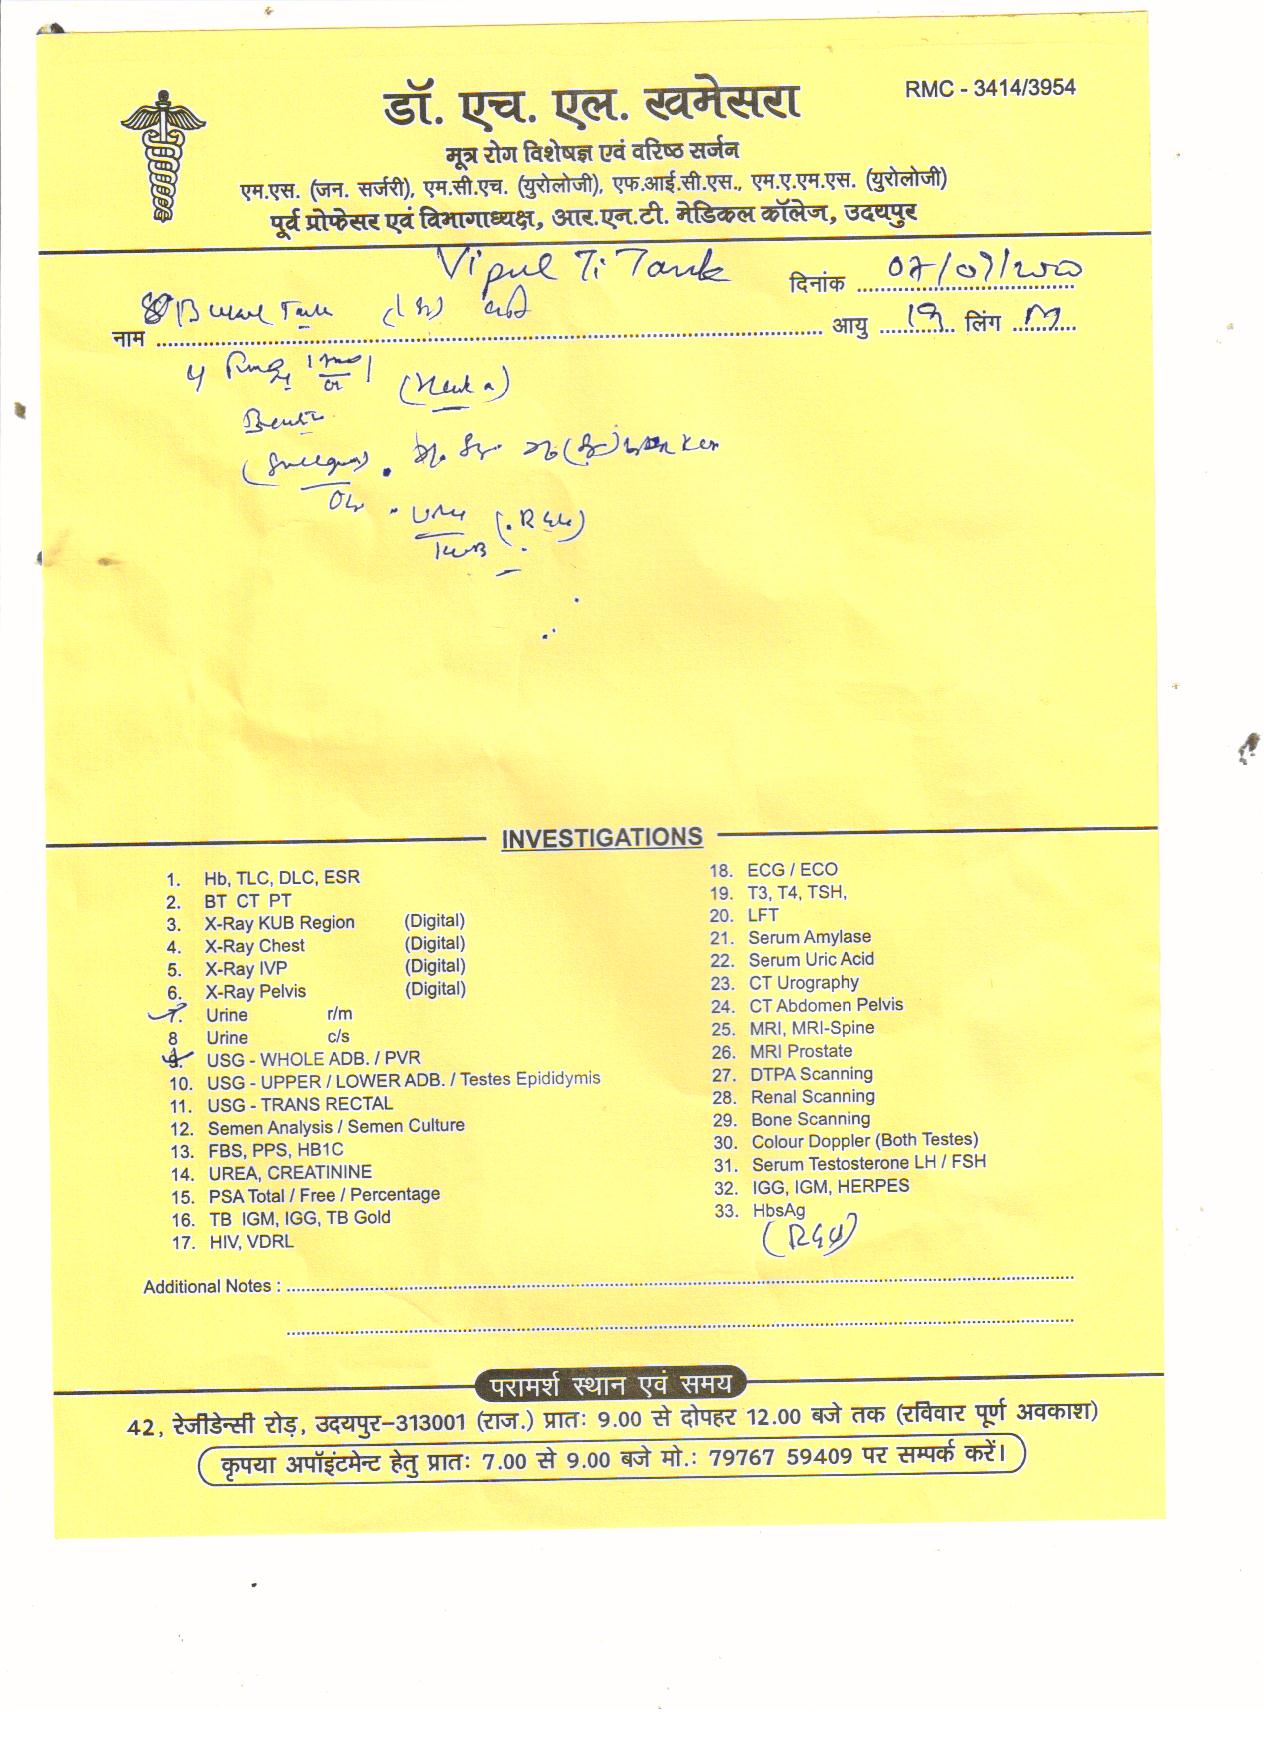 RMC - 3414/3954
डॉ. एच. एल. खमेसरा
मूत्र रोग विशेषज्ञ एवं वरिष्ठ सर्जन
एम.एस. (जन. सर्जरी), एम.सी.एच. (युरोलोजी), एफ.आई.सी.एस., एम.ए.एम.एस. (युरोलोजी)
पूर्व प्रोफेसर एवं विभागाध्यक्ष, आर.एन.टी. मेडिकल कॉलेज, उदयपुर
Vipul Ji Tank
दिनांक
नाम आयु 19 लिंग M
INVESTIGATIONS
1. Hb, TLC, DLC, ESR
2. BT CT PT
3. X-Ray KUB Region (Digital)
4. X-Ray Chest (Digital)
5. X-Ray IVP (Digital)
6. X-Ray Pelvis (Digital)
7. Urine r/m
8 Urine c/s
9. USG - WHOLE ADB. / PVR
10. USG - UPPER / LOWER ADB. / Testes Epididymis
11. USG - TRANS RECTAL
12. Semen Analysis / Semen Culture
13. FBS, PPS, HB1C
14. UREA, CREATININE
15. PSA Total / Free / Percentage
16. TB IGM, IGG, TB Gold
17. HIV, VDRL
18. ECG / ECO
19. T3, T4, TSH,
20. LFT
21. Serum Amylase
22. Serum Uric Acid
23. CT Urography
24. CT Abdomen Pelvis
25. MRI, MRI-Spine
26. MRI Prostate
27. DTPA Scanning
28. Renal Scanning
29. Bone Scanning
30. Colour Doppler (Both Testes)
31. Serum Testosterone LH / FSH
32. IGG, IGM, HERPES
33. HbsAg
Additional Notes :
परामर्श स्थान एवं समय
42, रेजीडेन्सी रोड़, उदयपुर-313001 (राज.) प्रातः 9.00 से दोपहर 12.00 बजे तक (रविवार पूर्ण अवकाश)
कृपया अपॉइंटमेन्ट हेतु प्रातः 7.00 से 9.00 बजे मो.: 79767 59409 पर सम्पर्क करें।